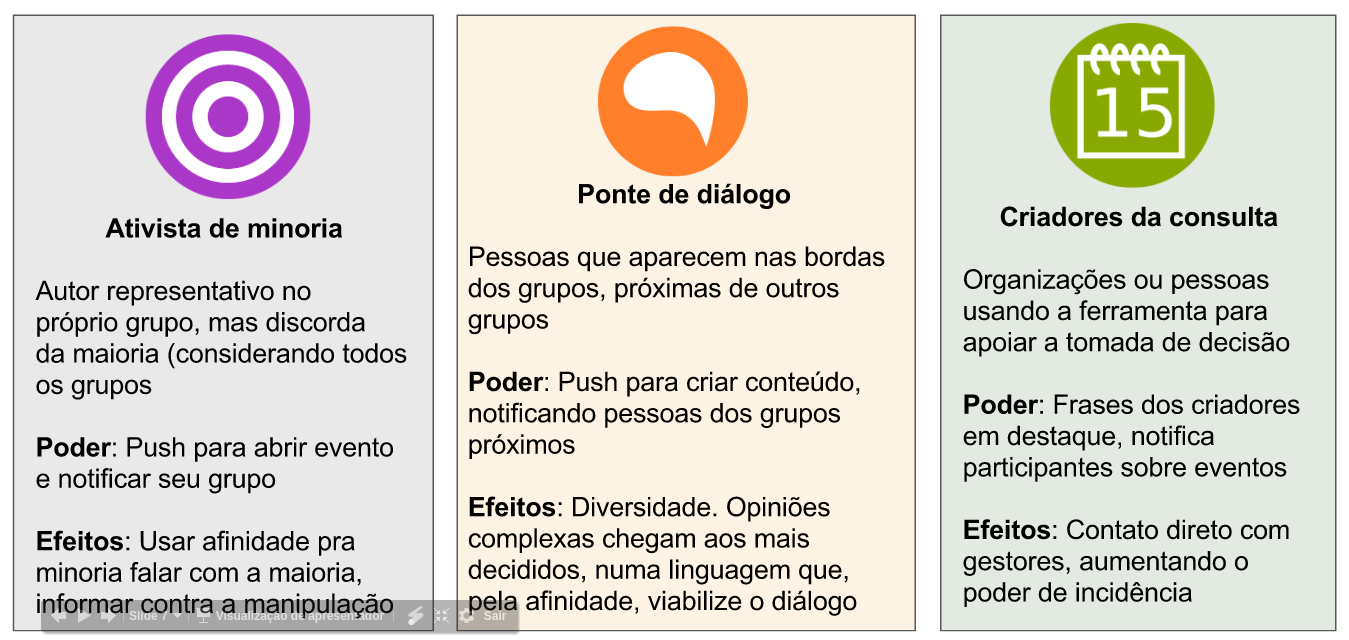 Ativista de minoria
Autor representativo no
próprio grupo, mas discorda
da maioria (considerando todos
os grupos
Poder: Push para abrir evento
e notificar seu grupo
Efeitos: Usar afinidade pra
minoria falar com a maioria,
informar contra a manipulação
Ponte de diálogo
Pessoas que aparecem nas bordas
dos grupos, próximas de outros
grupos
Poder: Push para criar conteúdo,
notificando pessoas dos grupos
próximos
Efeitos: Diversidade. Opiniões
complexas chegam aos mais
decididos, numa linguagem que,
pela afinidade, viabilize o diálogo
15
Criadores da consulta
Organizações ou pessoas
usando a ferramenta para
apoiar a tomada de decisão
Poder: Frases dos criadores
em destaque, notifica
participantes sobre eventos
Efeitos: Contato direto com
gestores, aumentando o
poder de incidência
Slide 7 Visualização de apresentador Sair